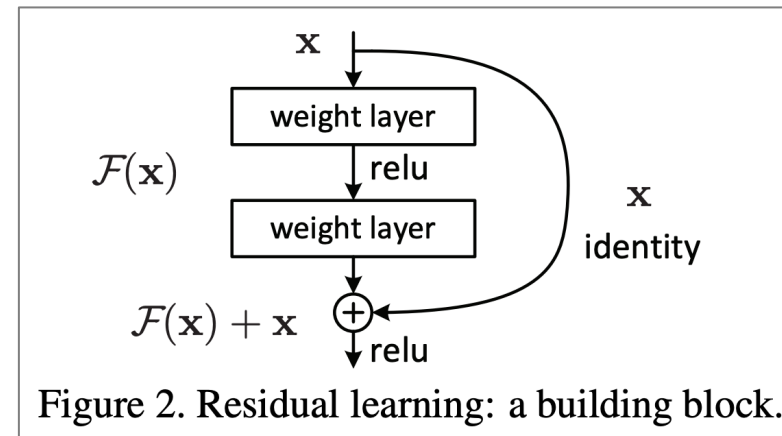 x
weight layer
F(x)
relu
x
weight layer
identity
F(x) + x
+
relu
Figure 2. Residual learning: a building block.